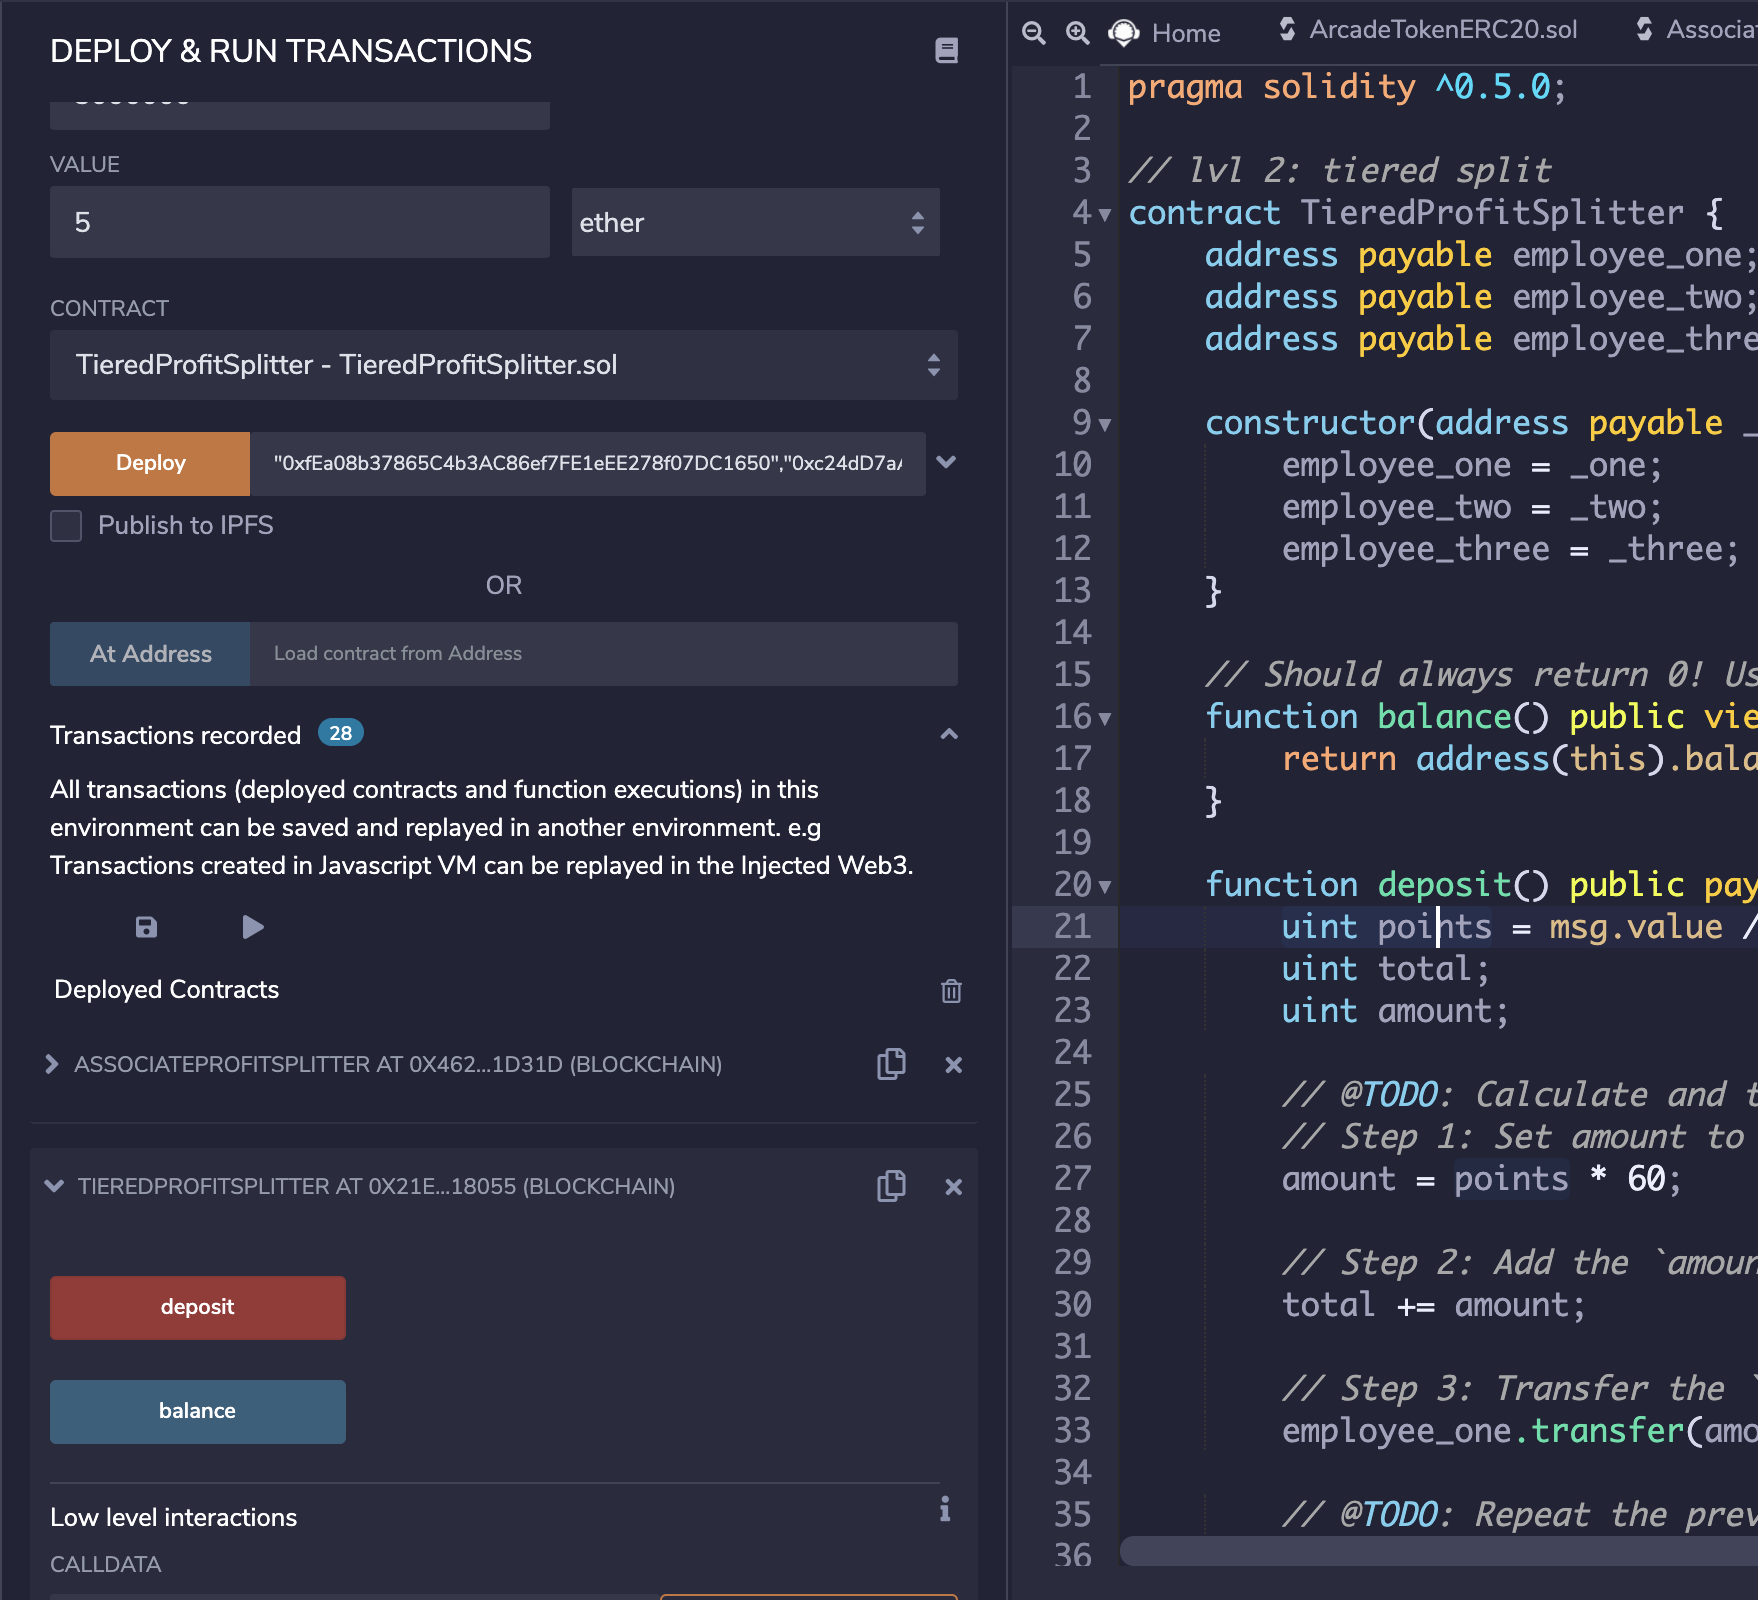 DEPLOY & RUN TRANSACTIONS
VALUE
5
ether
CONTRACT
TieredProfitSplitter - TieredProfitSplitter.sol
Deploy
"0xfEa08b37865C4b3AC86ef7FE1eEE278f07DC1650","0xc24dD7a
Publish to IPFS
OR
At Address
Load contract from Address
Transactions recorded 28
All transactions (deployed contracts and function executions) in this
environment can be saved and replayed in another environment. e.g
Transactions created in Javascript VM can be replayed in the Injected Web3.
Deployed Contracts
ASSOCIATEPROFITSPLITTER AT 0X462...1D31D (BLOCKCHAIN)
TIEREDPROFITSPLITTER AT 0X21E...18055 (BLOCKCHAIN)
deposit
balance
Low level interactions
CALLDATA
Home
ArcadeTokenERC20.sol
Associa
1 pragma solidity ^0.5.0;
2
3 // lvl 2: tiered split
4 contract TieredProfitSplitter {
5 address payable employee_one;
6 address payable employee_two;
7 address payable employee_thre
8
9 constructor(address payable _
10 employee_one = _one;
11 employee_two = _two;
12 employee_three = _three;
13 }
14
15 // Should always return 0! Us
16 function balance() public vie
17 return address(this).bala
18 }
19
20 function deposit() public pay
21 uint points = msg.value /
22 uint total;
23 uint amount;
24
25 // @TODO: Calculate and t
26 // Step 1: Set amount to
27 amount = points * 60;
28
29 // Step 2: Add the `amoun
30 total += amount;
31
32 // Step 3: Transfer the `
33 employee_one.transfer(amo
34
35 // @TODO: Repeat the prev
36